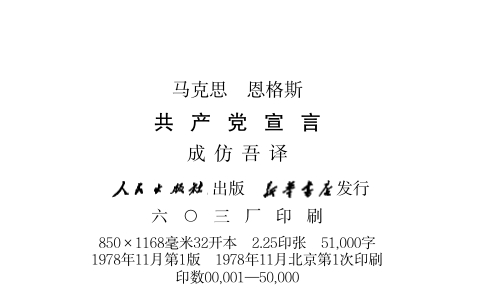 马克思　恩格斯
共产党宣言
成仿吾译
人民出版社出版　新华书店发行
六〇三厂印刷
850×1168毫米32开本　2.25印张　51,000字
1978年11月第1版　1978年11月北京第1次印刷
印数00,001—50,000